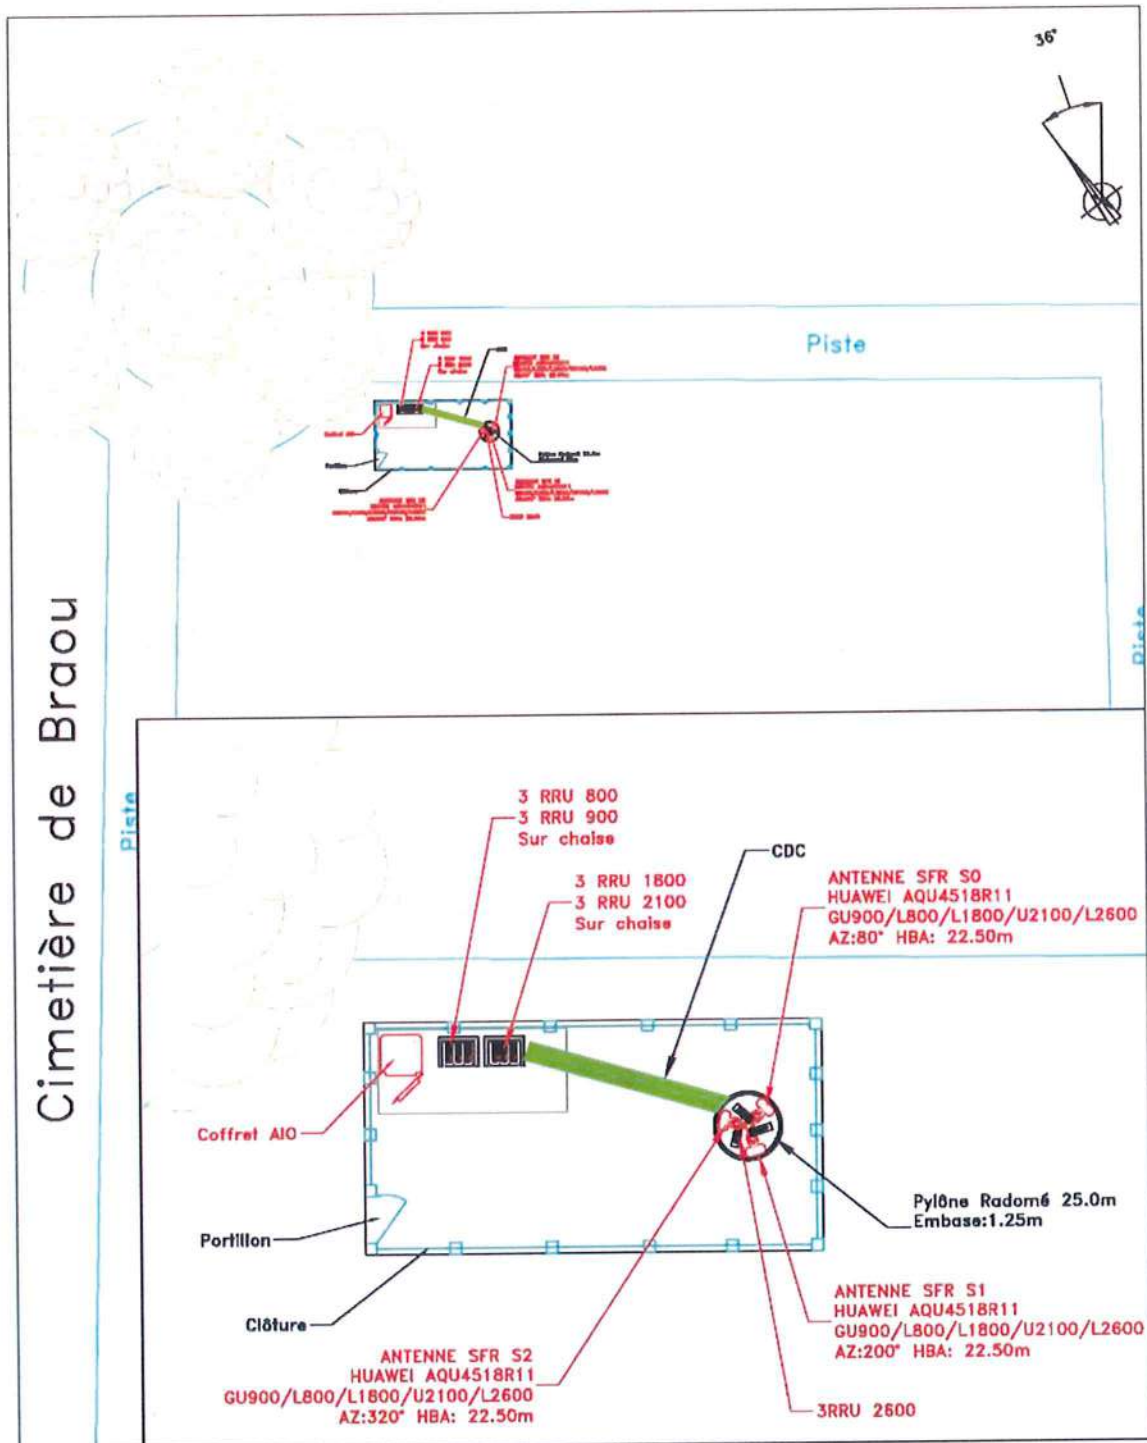 36°
Piste
Piste
Cimetière de Braou
Piste
3 RRU 800
3 RRU 900
Sur chaise
3 RRU 1800
3 RRU 2100
Sur chaise
CDC
ANTENNE SFR S0
HUAWEI AQU4518R11
GU900/L800/L1800/U2100/L2600
AZ:80° HBA: 22.50m
Coffret AIO
Portillon
Clôture
Pylône Radomé 25.0m
Embase:1.25m
ANTENNE SFR S1
HUAWEI AQU4518R11
GU900/L800/L1800/U2100/L2600
AZ:200° HBA: 22.50m
ANTENNE SFR S2
HUAWEI AQU4518R11
GU900/L800/L1800/U2100/L2600
AZ:320° HBA: 22.50m
3RRU 2600